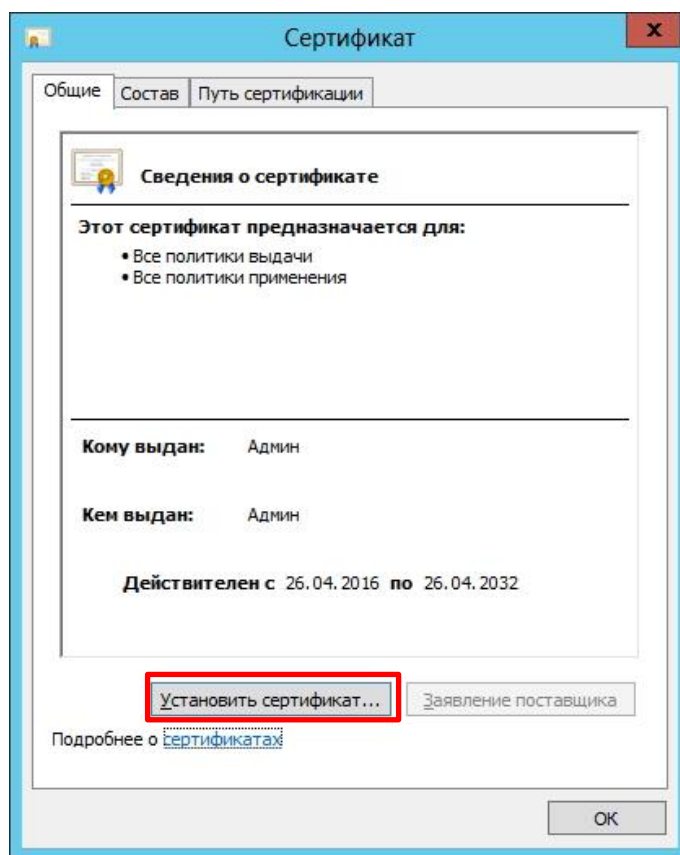 Сертификат
x
Общие Состав Путь сертификации
Сведения о сертификате
Этот сертификат предназначается для:
• Все политики выдачи
• Все политики применения
Кому выдан: Админ
Кем выдан: Админ
Действителен с 26.04.2016 по 26.04.2032
Установить сертификат... Заявление поставщика
Подробнее о сертификатах
ОК